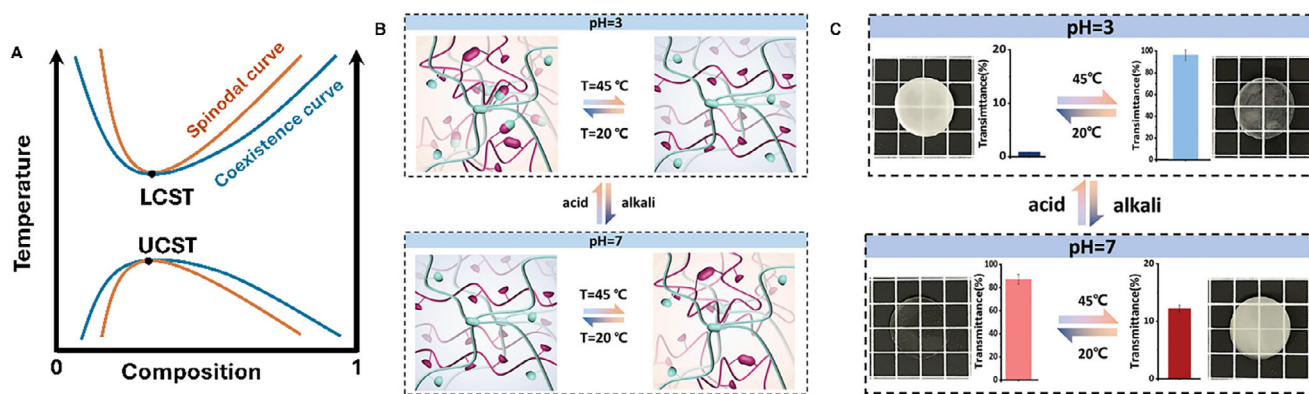 A
Temperature
Spinodal curve
Coexistence curve
LCST
UCST
0
Composition
1
B
pH=3
T=45 ℃
T=20 ℃
acid
alkali
pH=7
T=45 ℃
T=20 ℃
C
pH=3
Transimittance(%)
20
10
0
45℃
20℃
Transimittance(%)
100
80
60
40
20
0
acid
alkali
pH=7
Transmittance(%)
100
80
60
40
20
0
45℃
20℃
Transmittance(%)
20
10
0